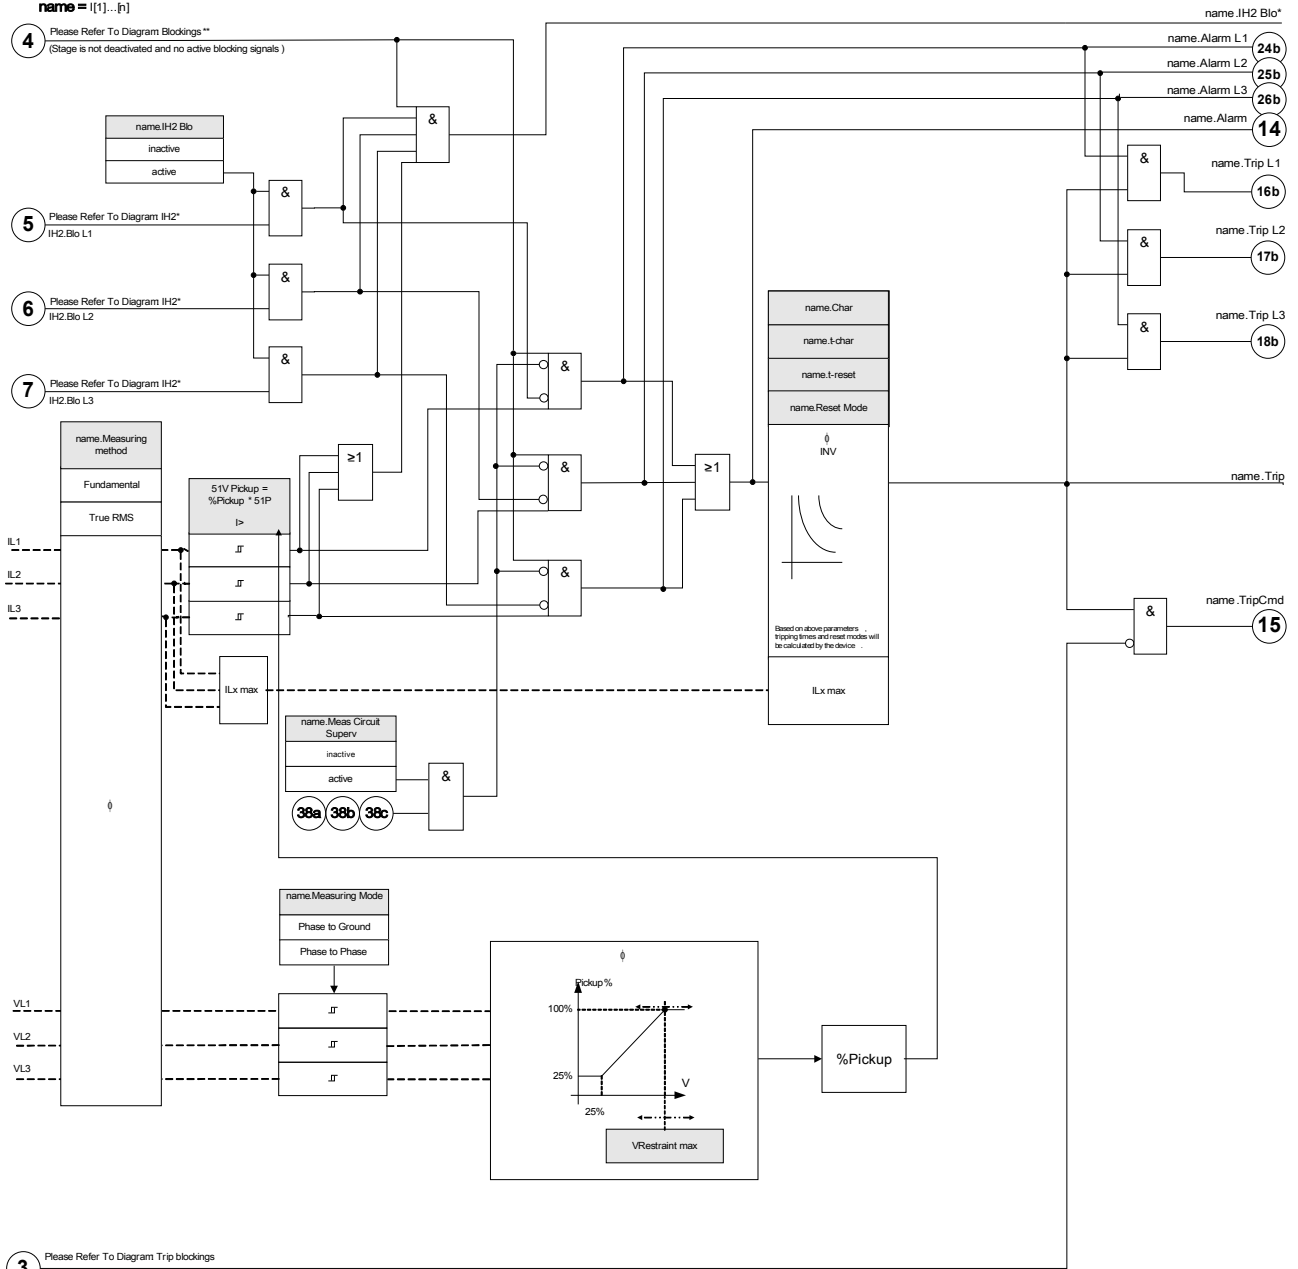 name = I[1]...[n]
4
Please Refer To Diagram Blockings **
(Stage is not deactivated and no active blocking signals )
name.IH2 Blo*
name.Alarm L1
24b
name.Alarm L2
25b
name.Alarm L3
26b
name.Alarm
14
name.IH2 Blo
inactive
active
&
&
name.Trip L1
16b
&
5
Please Refer To Diagram IH2*
IH2.Blo L1
&
name.Trip L2
17b
&
6
Please Refer To Diagram IH2*
IH2.Blo L2
&
name.Trip L3
18b
&
7
Please Refer To Diagram IH2*
IH2.Blo L3
&
&
&
name.Char
name.t-char
name.t-reset
name.Reset Mode
ϕ
INV
Based on above parameters ,
tripping times and reset modes will
be calculated by the device .
ILx max
name.Measuring
method
Fundamental
True RMS
ϕ
51V Pickup =
%Pickup * 51P
I>
≥1
≥1
name.Trip
IL1
IL2
IL3
ILx max
&
name.TripCmd
15
name.Meas Circuit
Superv
inactive
active
&
38a
38b
38c
name.Measuring Mode
Phase to Ground
Phase to Phase
VL1
VL2
VL3
ϕ
Pickup %
100%
25%
V
25%
VRestraint max
%Pickup
3
Please Refer To Diagram Trip blockings